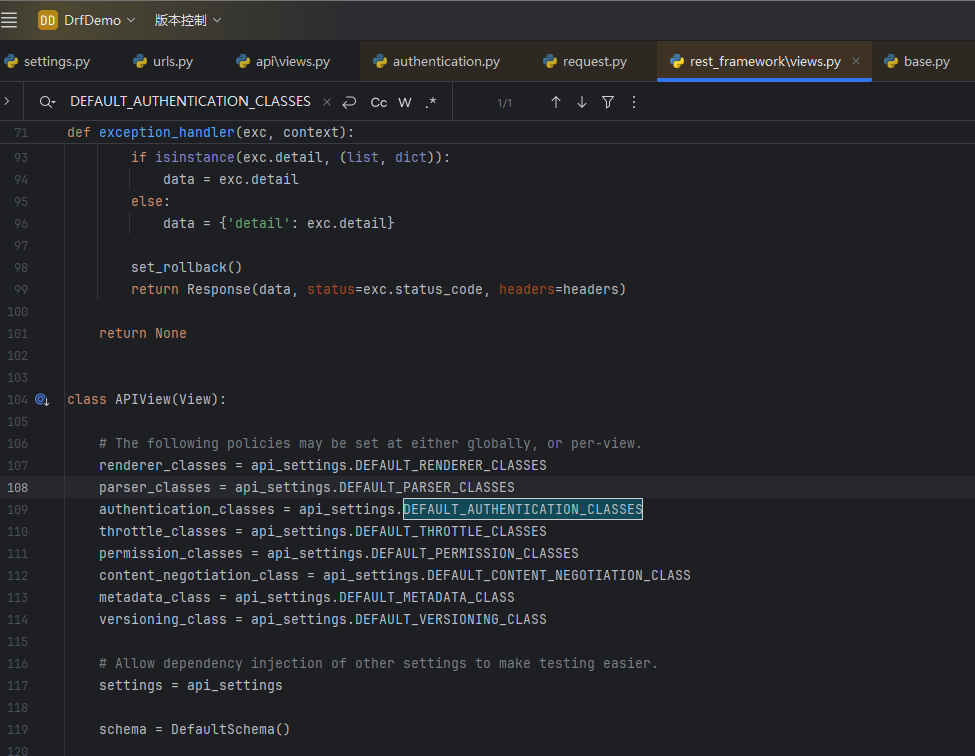 DD DrfDemo 版本控制
settings.py urls.py api\views.py authentication.py request.py rest_framework\views.py base.py
DEFAULT_AUTHENTICATION_CLASSES Cc W .* 1/1
71 def exception_handler(exc, context):
93 if isinstance(exc.detail, (list, dict)):
94 data = exc.detail
95 else:
96 data = {'detail': exc.detail}
97
98 set_rollback()
99 return Response(data, status=exc.status_code, headers=headers)
100
101 return None
102
103
104 class APIView(View):
105
106 # The following policies may be set at either globally, or per-view.
107 renderer_classes = api_settings.DEFAULT_RENDERER_CLASSES
108 parser_classes = api_settings.DEFAULT_PARSER_CLASSES
109 authentication_classes = api_settings.DEFAULT_AUTHENTICATION_CLASSES
110 throttle_classes = api_settings.DEFAULT_THROTTLE_CLASSES
111 permission_classes = api_settings.DEFAULT_PERMISSION_CLASSES
112 content_negotiation_class = api_settings.DEFAULT_CONTENT_NEGOTIATION_CLASS
113 metadata_class = api_settings.DEFAULT_METADATA_CLASS
114 versioning_class = api_settings.DEFAULT_VERSIONING_CLASS
115
116 # Allow dependency injection of other settings to make testing easier.
117 settings = api_settings
118
119 schema = DefaultSchema()
120